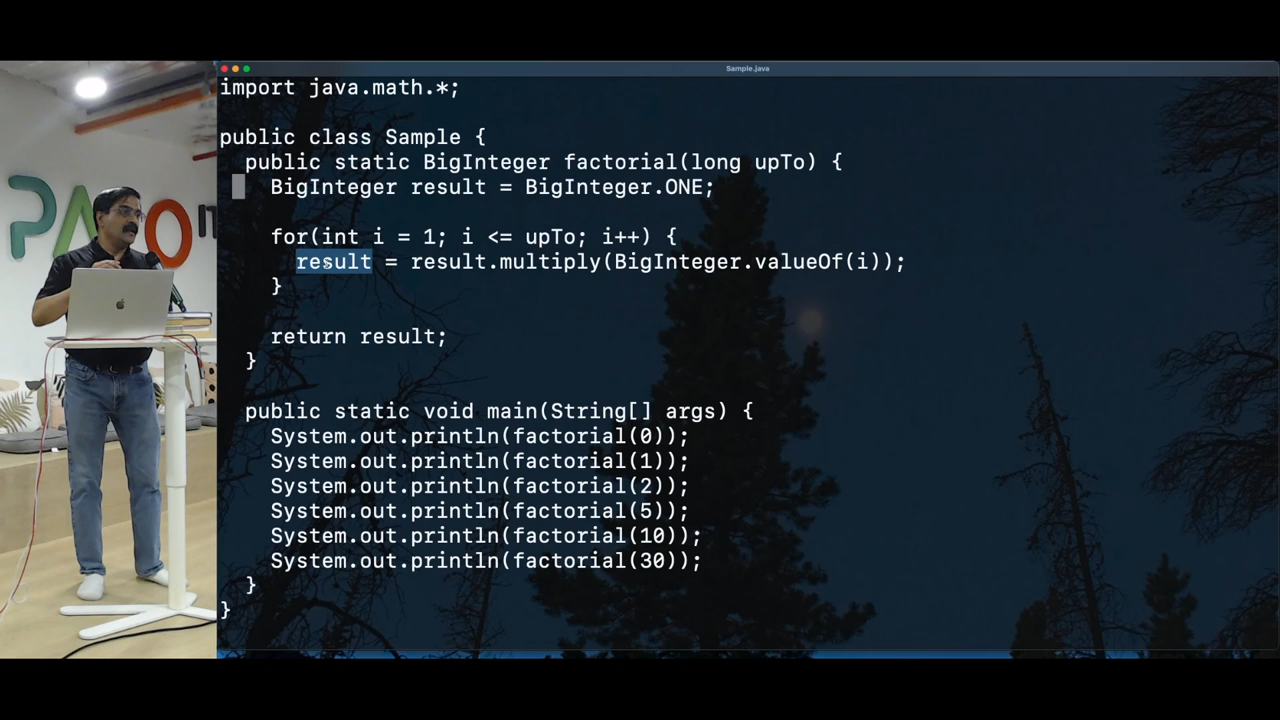 Sample.java
import java.math.*;
public class Sample {
public static BigInteger factorial(long upTo) {
BigInteger result = BigInteger.ONE;
for(int i = 1; i <= upTo; i++) {
result = result.multiply(BigInteger.valueOf(i));
}
return result;
}
public static void main(String[] args) {
System.out.println(factorial(0));
System.out.println(factorial(1));
System.out.println(factorial(2));
System.out.println(factorial(5));
System.out.println(factorial(10));
System.out.println(factorial(30));
}
}